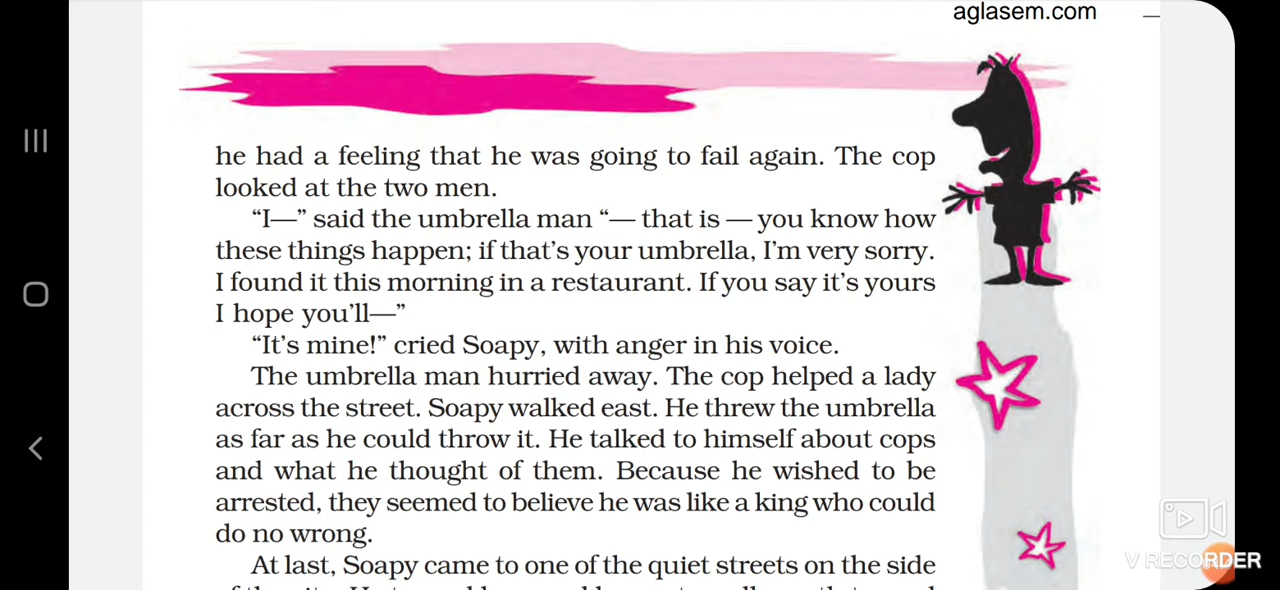 aglasem.com
he had a feeling that he was going to fail again. The cop
looked at the two men.
“I—” said the umbrella man “— that is — you know how
these things happen; if that’s your umbrella, I’m very sorry.
I found it this morning in a restaurant. If you say it’s yours
I hope you’ll—”
“It’s mine!” cried Soapy, with anger in his voice.
The umbrella man hurried away. The cop helped a lady
across the street. Soapy walked east. He threw the umbrella
as far as he could throw it. He talked to himself about cops
and what he thought of them. Because he wished to be
arrested, they seemed to believe he was like a king who could
do no wrong.
At last, Soapy came to one of the quiet streets on the side
V RECORDER